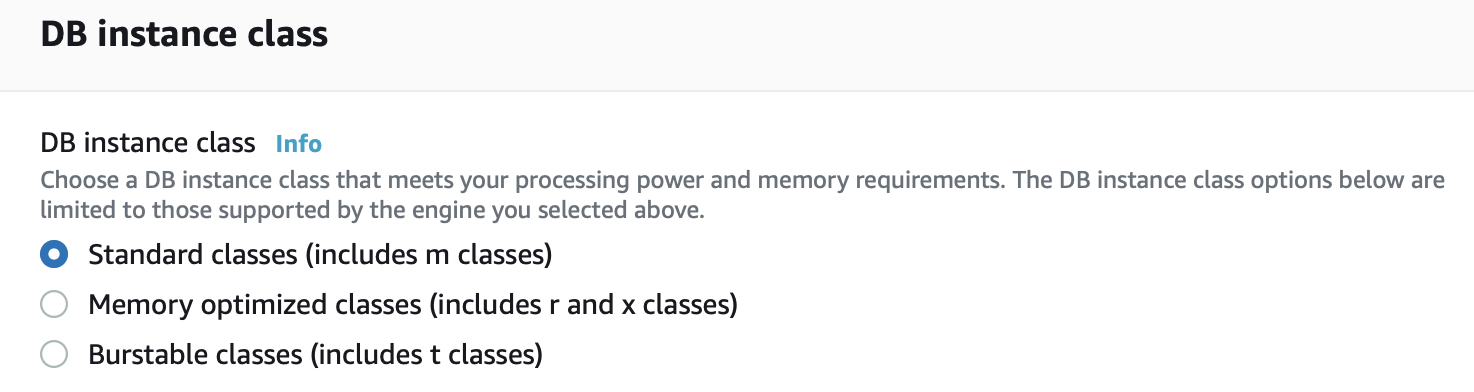 DB instance class
DB instance class Info
Choose a DB instance class that meets your processing power and memory requirements. The DB instance class options below are
limited to those supported by the engine you selected above.
Standard classes (includes m classes)
Memory optimized classes (includes r and x classes)
Burstable classes (includes t classes)